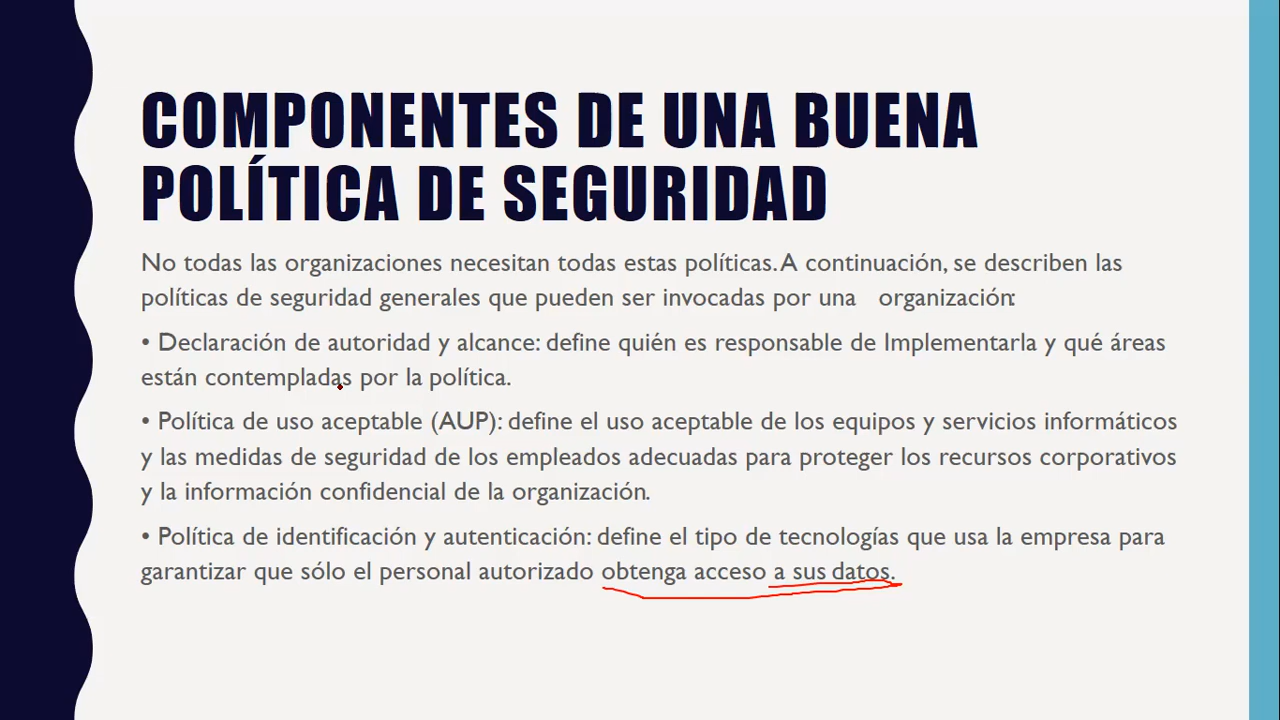 COMPONENTES DE UNA BUENA
POLÍTICA DE SEGURIDAD
No todas las organizaciones necesitan todas estas políticas. A continuación, se describen las
políticas de seguridad generales que pueden ser invocadas por una organización:
• Declaración de autoridad y alcance: define quién es responsable de Implementarla y qué áreas
están contempladas por la política.
• Política de uso aceptable (AUP): define el uso aceptable de los equipos y servicios informáticos
y las medidas de seguridad de los empleados adecuadas para proteger los recursos corporativos
y la información confidencial de la organización.
• Política de identificación y autenticación: define el tipo de tecnologías que usa la empresa para
garantizar que sólo el personal autorizado obtenga acceso a sus datos.